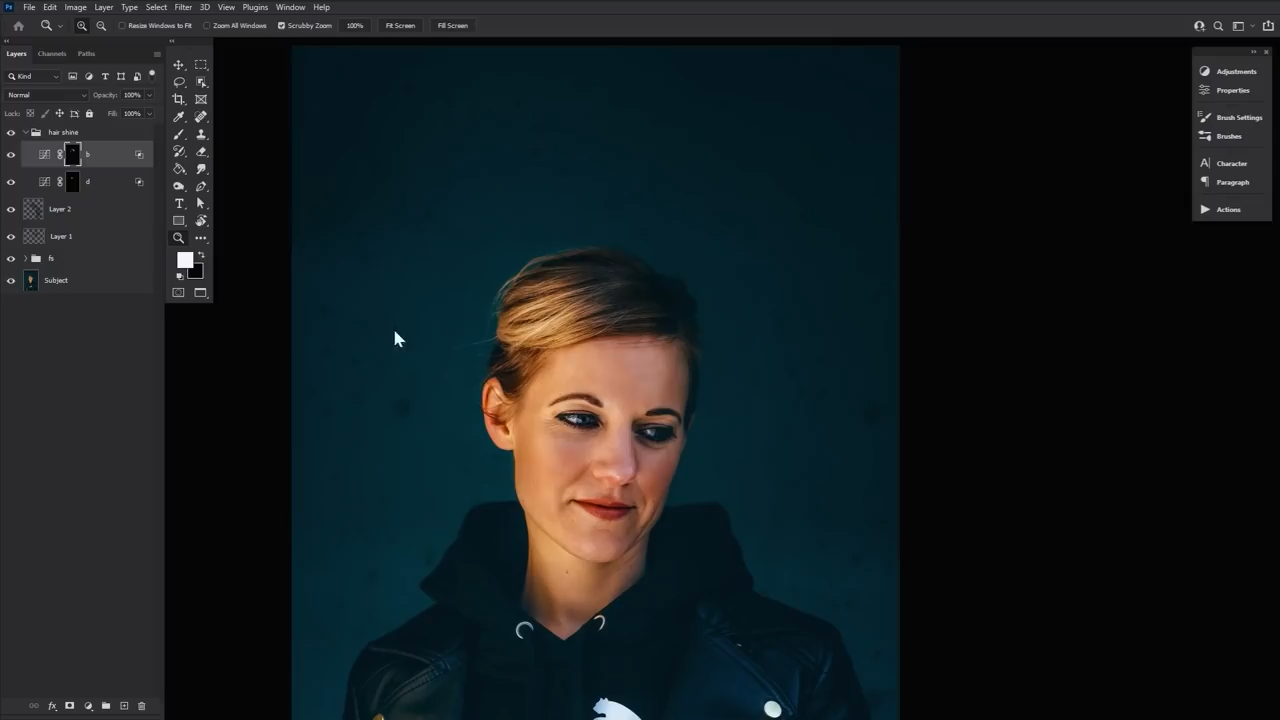 Ps File Edit Image Layer Type Select Filter 3D View Plugins Window Help
Resize Windows to Fit Zoom All Windows Scrubby Zoom 100% Fit Screen Fill Screen
Layers Channels Paths
Kind
Normal Opacity: 100%
Lock: Fill: 100%
hair shine
b
d
Layer 2
Layer 1
fs
Subject
fx
Adjustments
Properties
Brush Settings
Brushes
Character
Paragraph
Actions